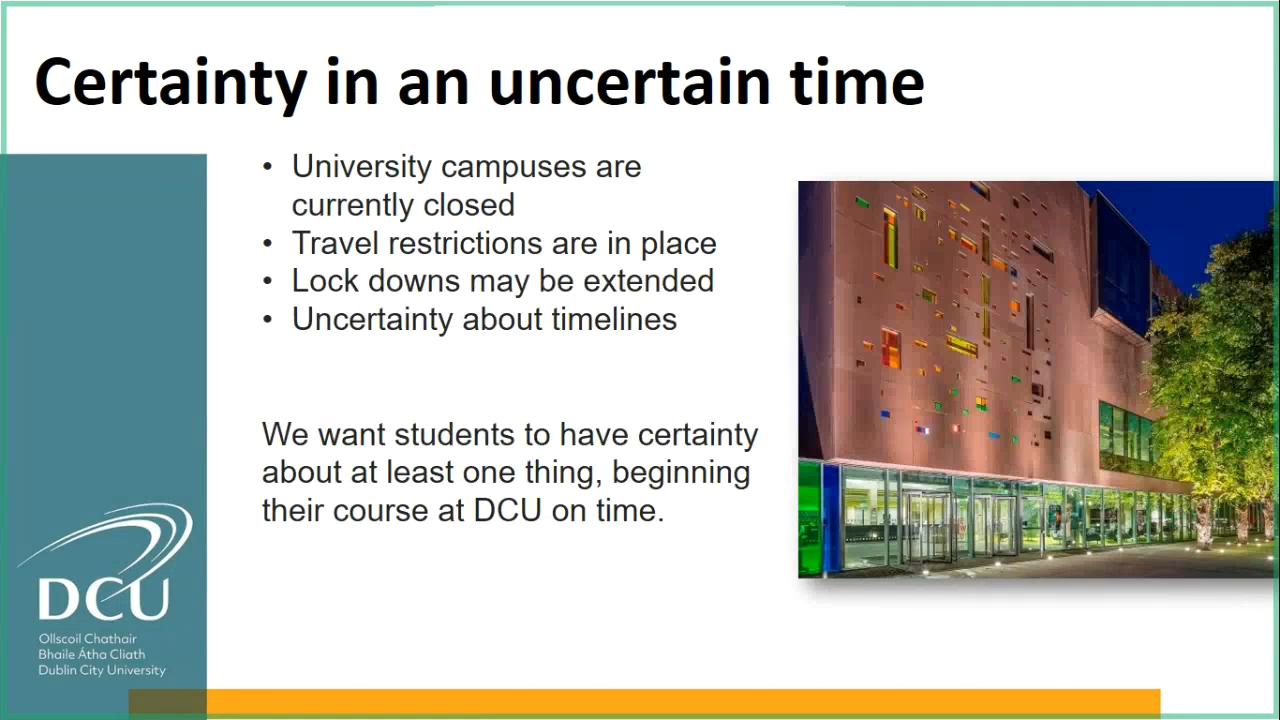 Certainty in an uncertain time
• University campuses are
currently closed
• Travel restrictions are in place
• Lock downs may be extended
• Uncertainty about timelines
We want students to have certainty
about at least one thing, beginning
their course at DCU on time.
DCU
Ollscoil Chathair
Bhaile Átha Cliath
Dublin City University